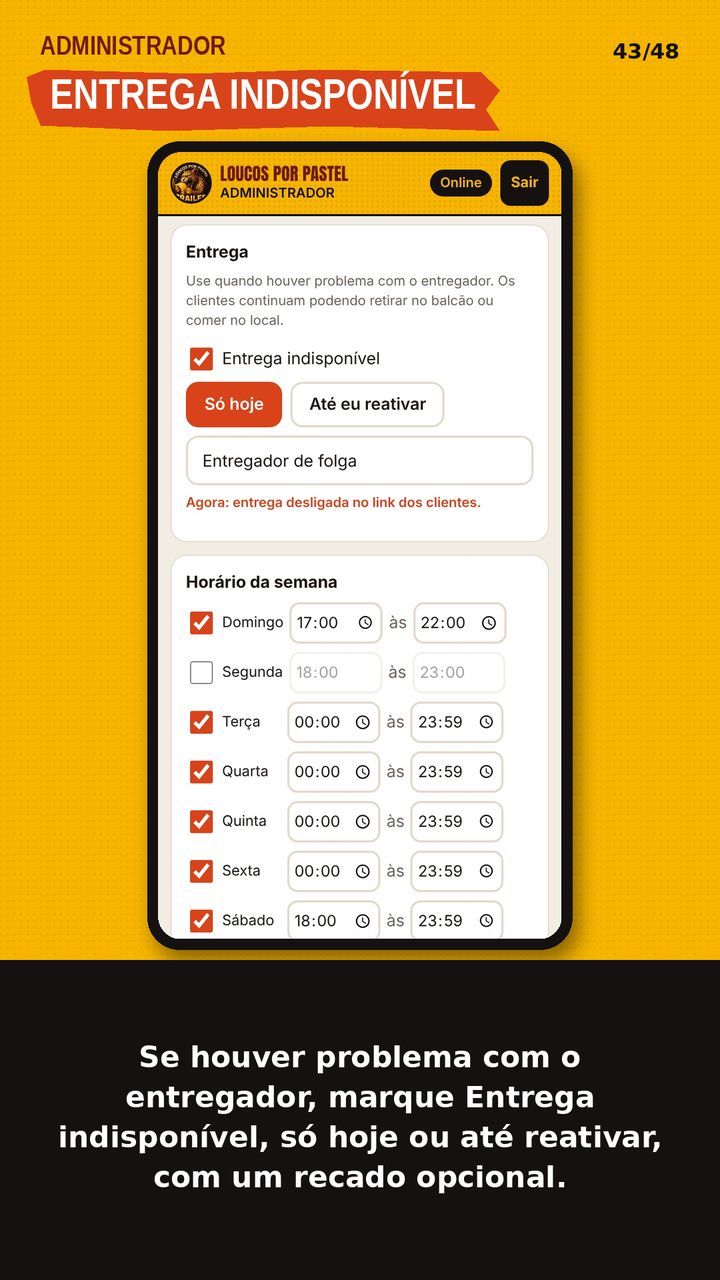 ADMINISTRADOR
43/48
ENTREGA INDISPONÍVEL
LOUCOS POR PASTEL
TRAILER
LOUCOS POR PASTEL
ADMINISTRADOR
Online
Sair
Entrega
Use quando houver problema com o entregador. Os
clientes continuam podendo retirar no balcão ou
comer no local.
Entrega indisponível
Só hoje
Até eu reativar
Entregador de folga
Agora: entrega desligada no link dos clientes.
Horário da semana
Domingo 17:00 às 22:00
Segunda 18:00 às 23:00
Terça 00:00 às 23:59
Quarta 00:00 às 23:59
Quinta 00:00 às 23:59
Sexta 00:00 às 23:59
Sábado 18:00 às 23:59
Se houver problema com o
entregador, marque Entrega
indisponível, só hoje ou até reativar,
com um recado opcional.